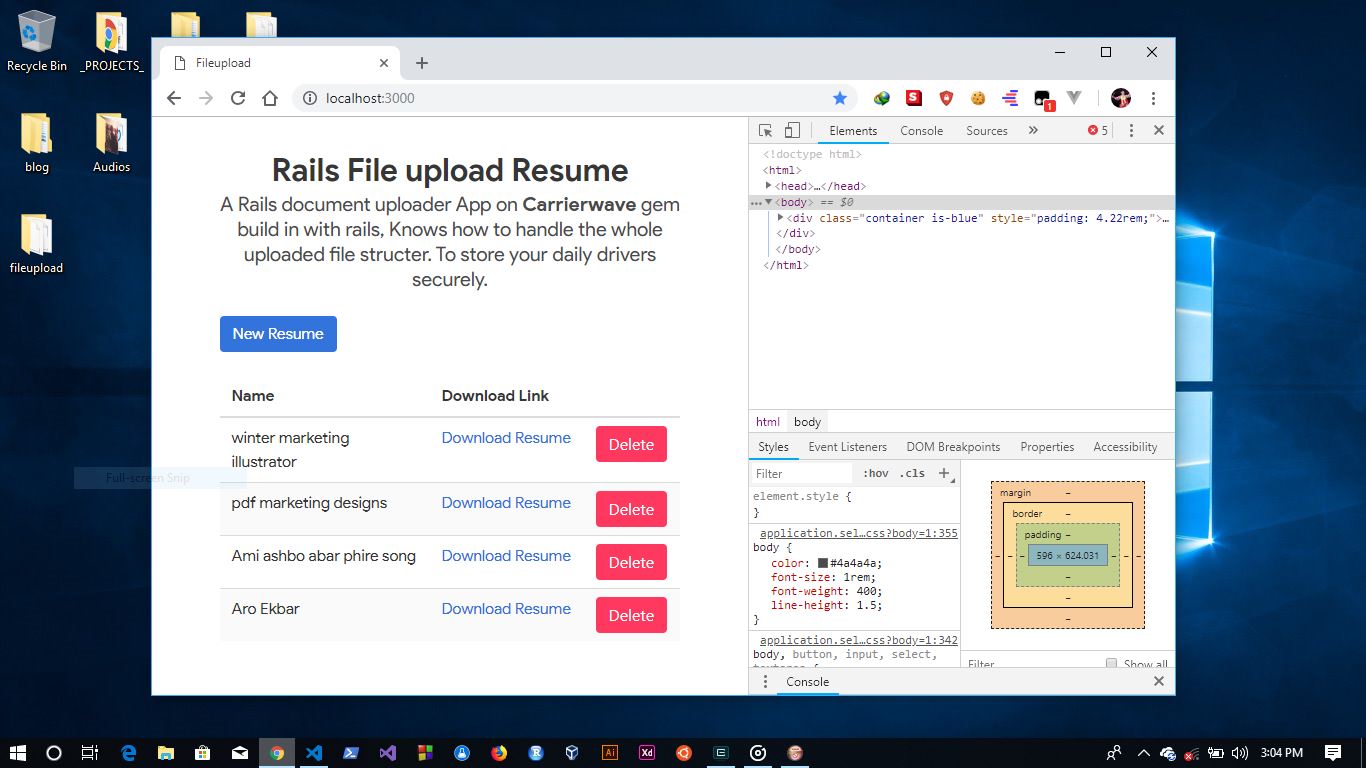 Recycle Bin
_PROJECTS_
blog
Audios
fileupload
Full-screen Snip
Fileupload
localhost:3000
1
Rails File upload Resume
A Rails document uploader App on Carrierwave gem
build in with rails, Knows how to handle the whole
uploaded file structer. To store your daily drivers
securely.
New Resume
Name Download Link
winter marketing
illustrator
Download Resume Delete
pdf marketing designs Download Resume Delete
Ami ashbo abar phire song Download Resume Delete
Aro Ekbar Download Resume Delete
Elements Console Sources » 5
<!doctype html>
<html>
<head>…</head>
<body> == $0
<div class="container is-blue" style="padding: 4.22rem;">…
</div>
</body>
</html>
html body
Styles Event Listeners DOM Breakpoints Properties Accessibility
Filter :hov .cls +
element.style {
}
application.sel…css?body=1:355
body {
color: #4a4a4a;
font-size: 1rem;
font-weight: 400;
line-height: 1.5;
}
application.sel…css?body=1:342
body, button, input, select,
textarea {
margin –
border –
padding –
596 × 624.031
Filter Show all
Console
Ai Xd
3:04 PM